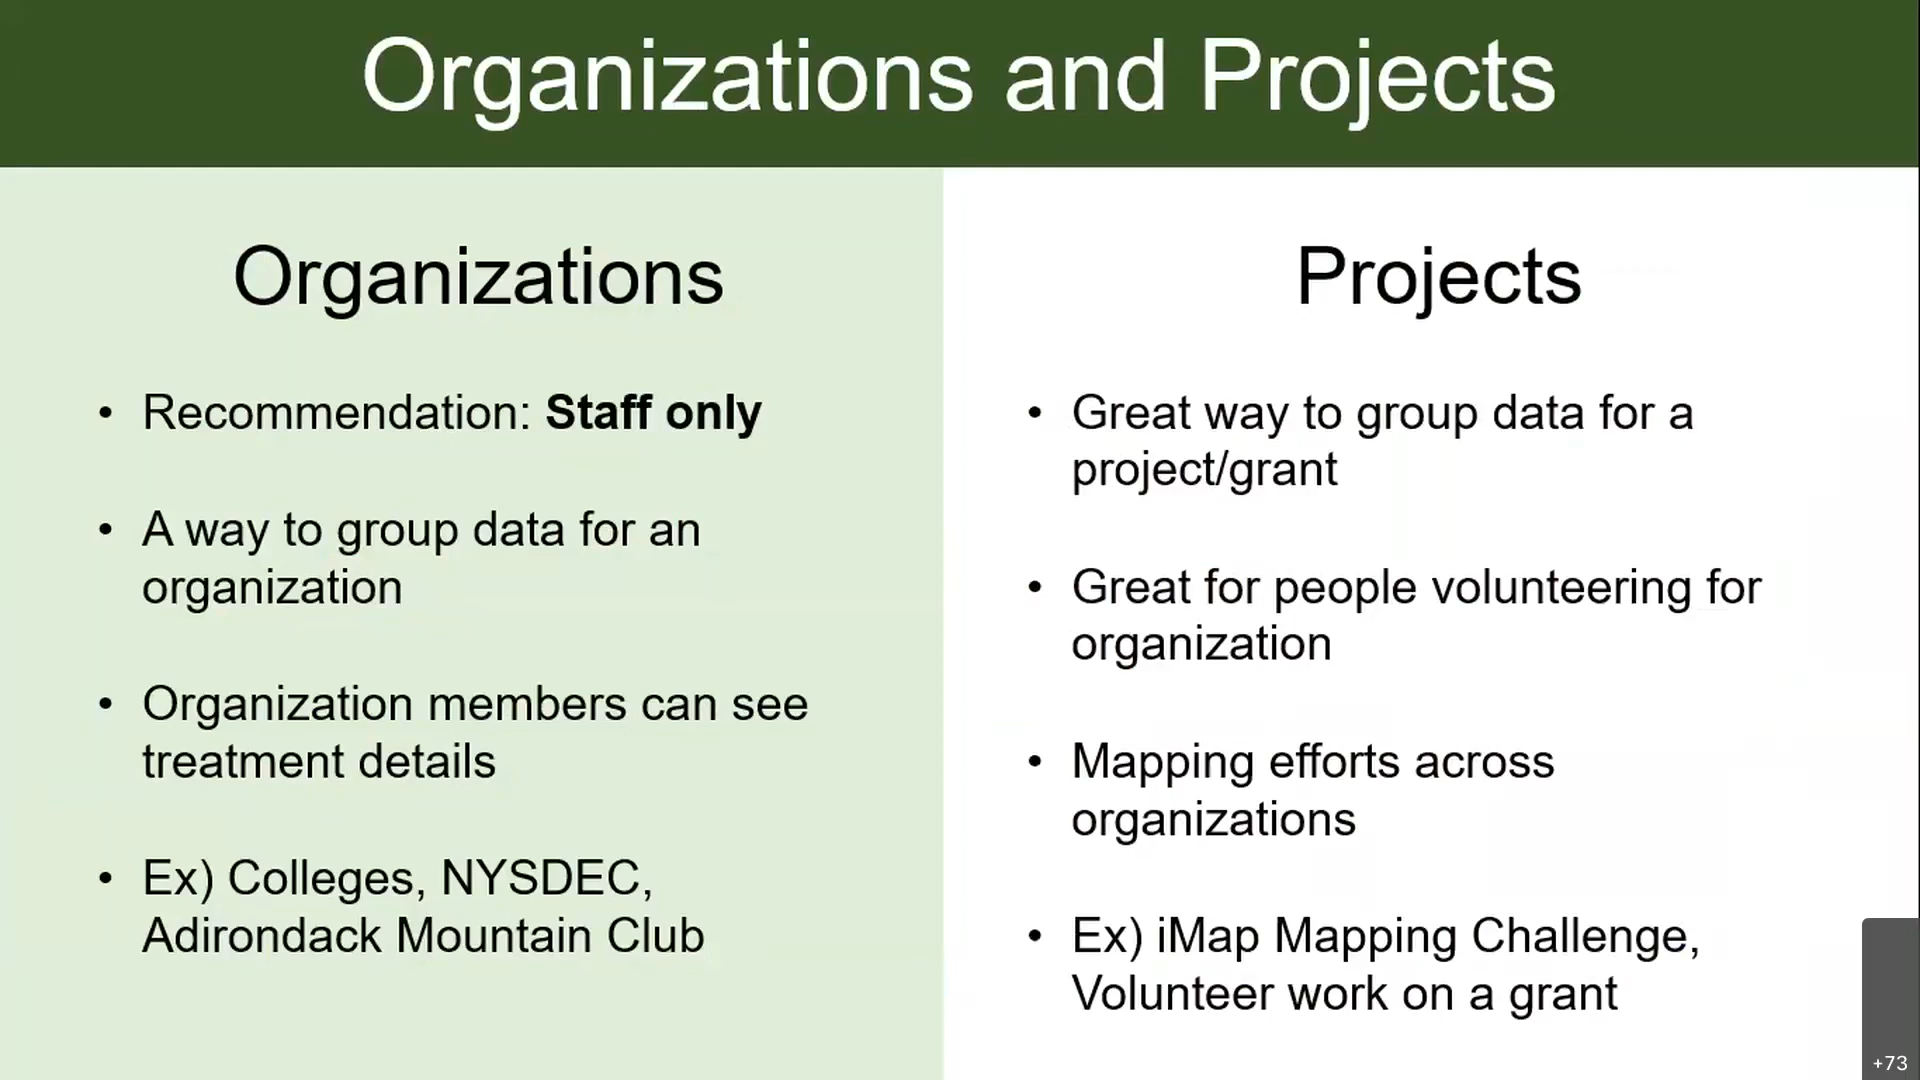 Organizations and Projects
Organizations
• Recommendation: Staff only
• A way to group data for an
organization
• Organization members can see
treatment details
• Ex) Colleges, NYSDEC,
Adirondack Mountain Club
Projects
• Great way to group data for a
project/grant
• Great for people volunteering for
organization
• Mapping efforts across
organizations
• Ex) iMap Mapping Challenge,
Volunteer work on a grant
+73